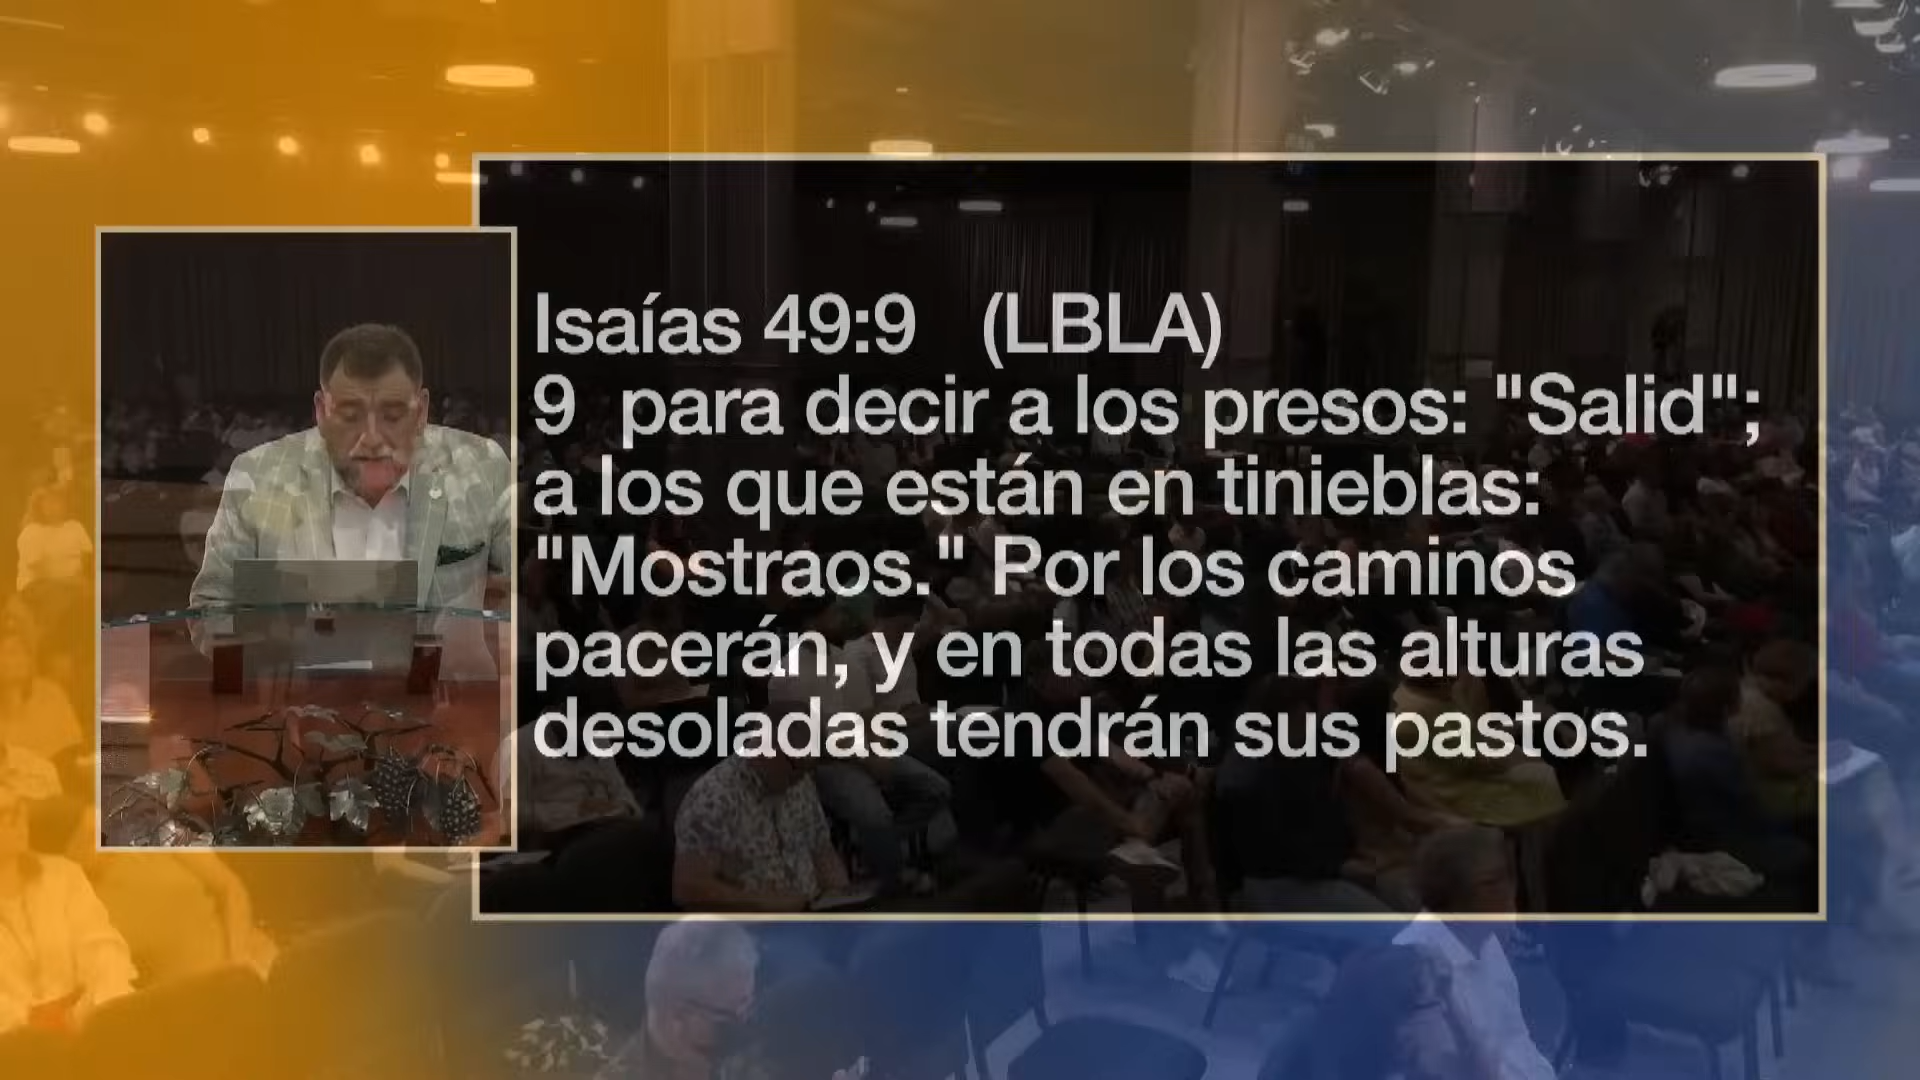 Isaías 49:9 (LBLA)
9 para decir a los presos: "Salid";
a los que están en tinieblas:
"Mostraos." Por los caminos
pacerán, y en todas las alturas
desoladas tendrán sus pastos.